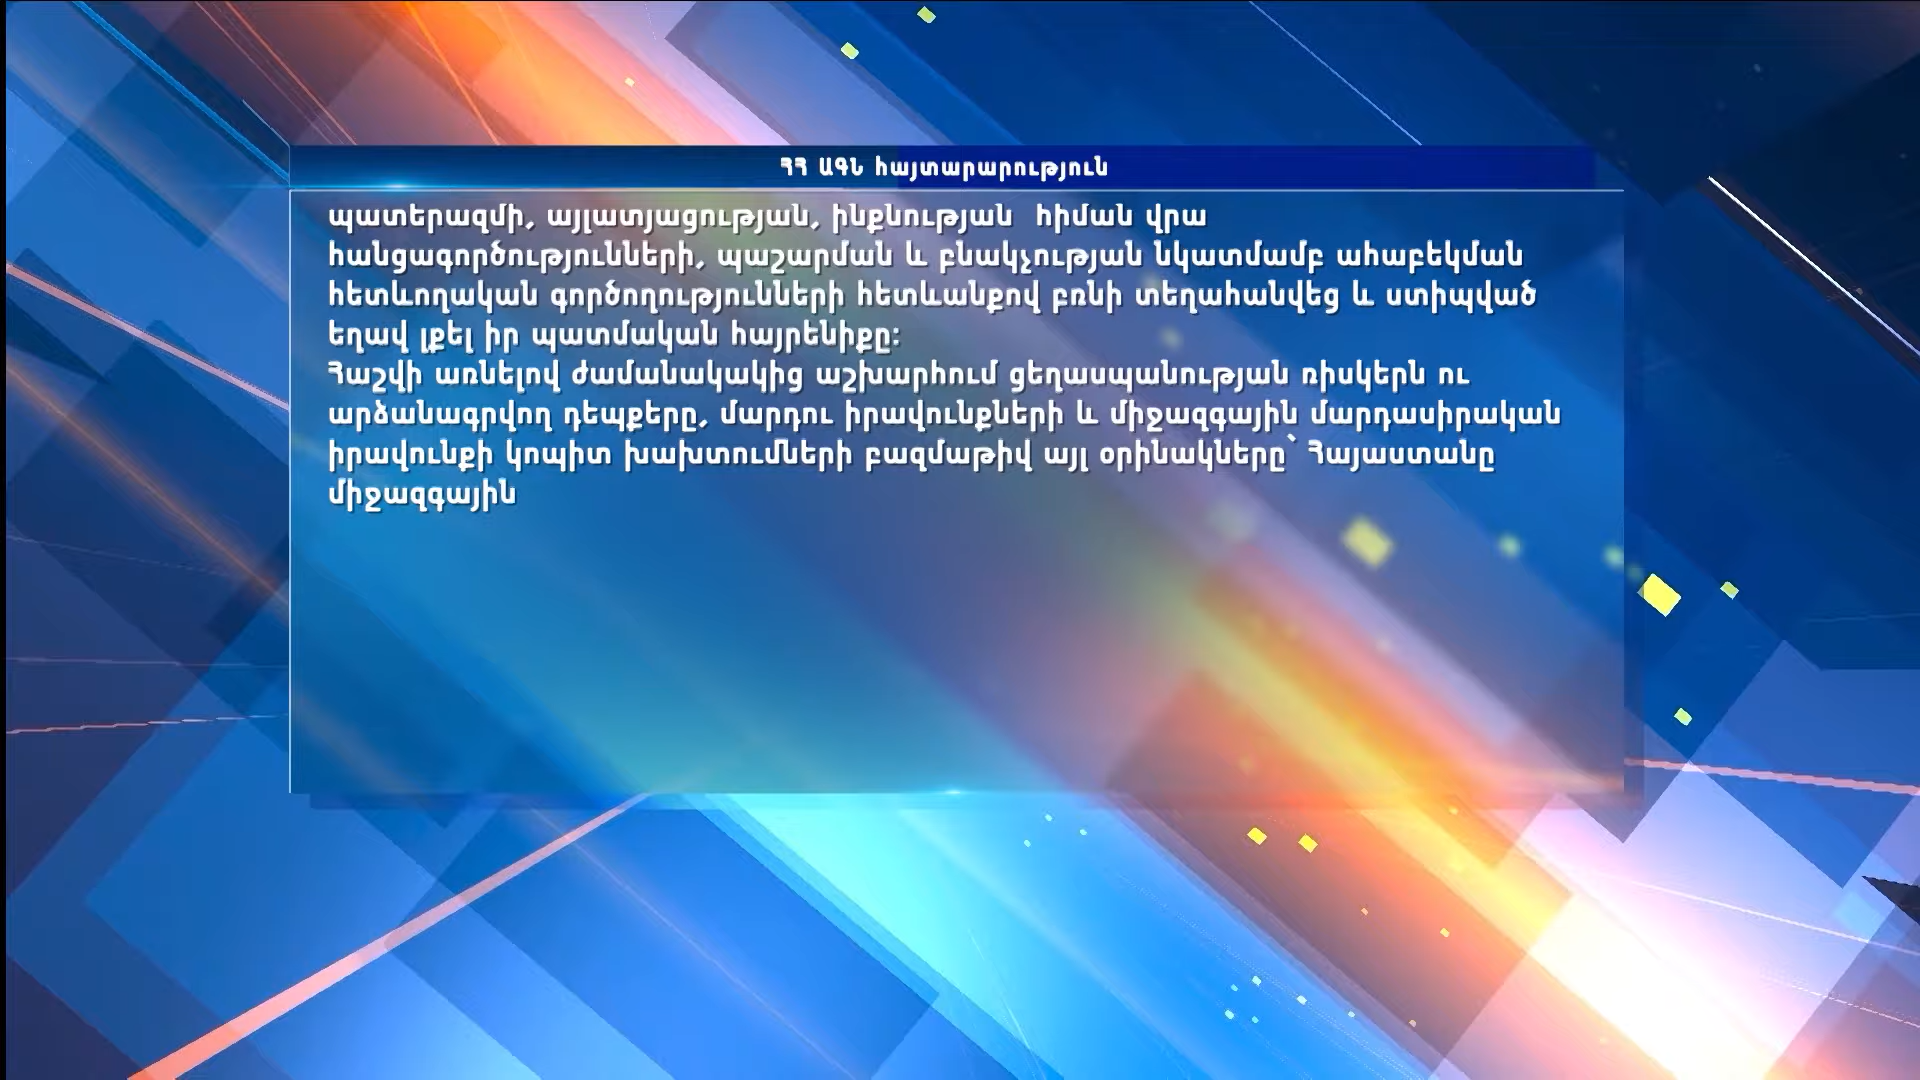 ՀՀ ԱԳՆ հայտարարություն
պատերազմի, այլատյացության, ինքնության հիման վրա
հանցագործությունների, պաշարման և բնակչության նկատմամբ ահաբեկման
հետևողական գործողությունների հետևանքով բռնի տեղահանվեց և ստիպված
եղավ լքել իր պատմական հայրենիքը:
Հաշվի առնելով ժամանակակից աշխարհում ցեղասպանության ռիսկերն ու
արձանագրվող դեպքերը, մարդու իրավունքների և միջազգային մարդասիրական
իրավունքի կոպիտ խախտումների բազմաթիվ այլ օրինակները՝ Հայաստանը
միջազգային